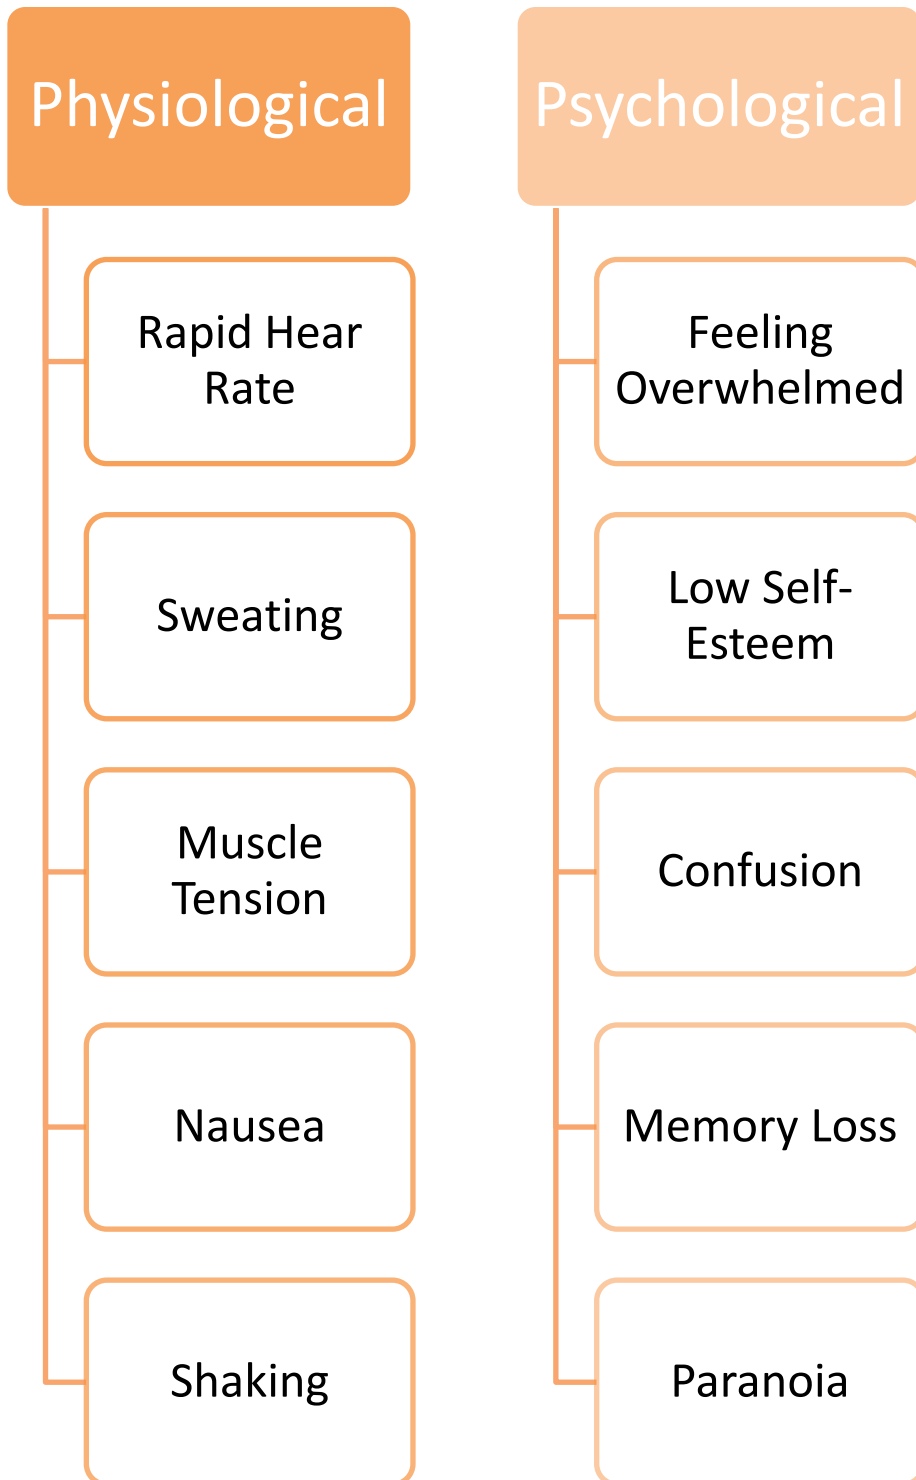 Physiological
Rapid Hear
Rate
Sweating
Muscle
Tension
Nausea
Shaking
Psychological
Feeling
Overwhelmed
Low Self-
Esteem
Confusion
Memory Loss
Paranoia